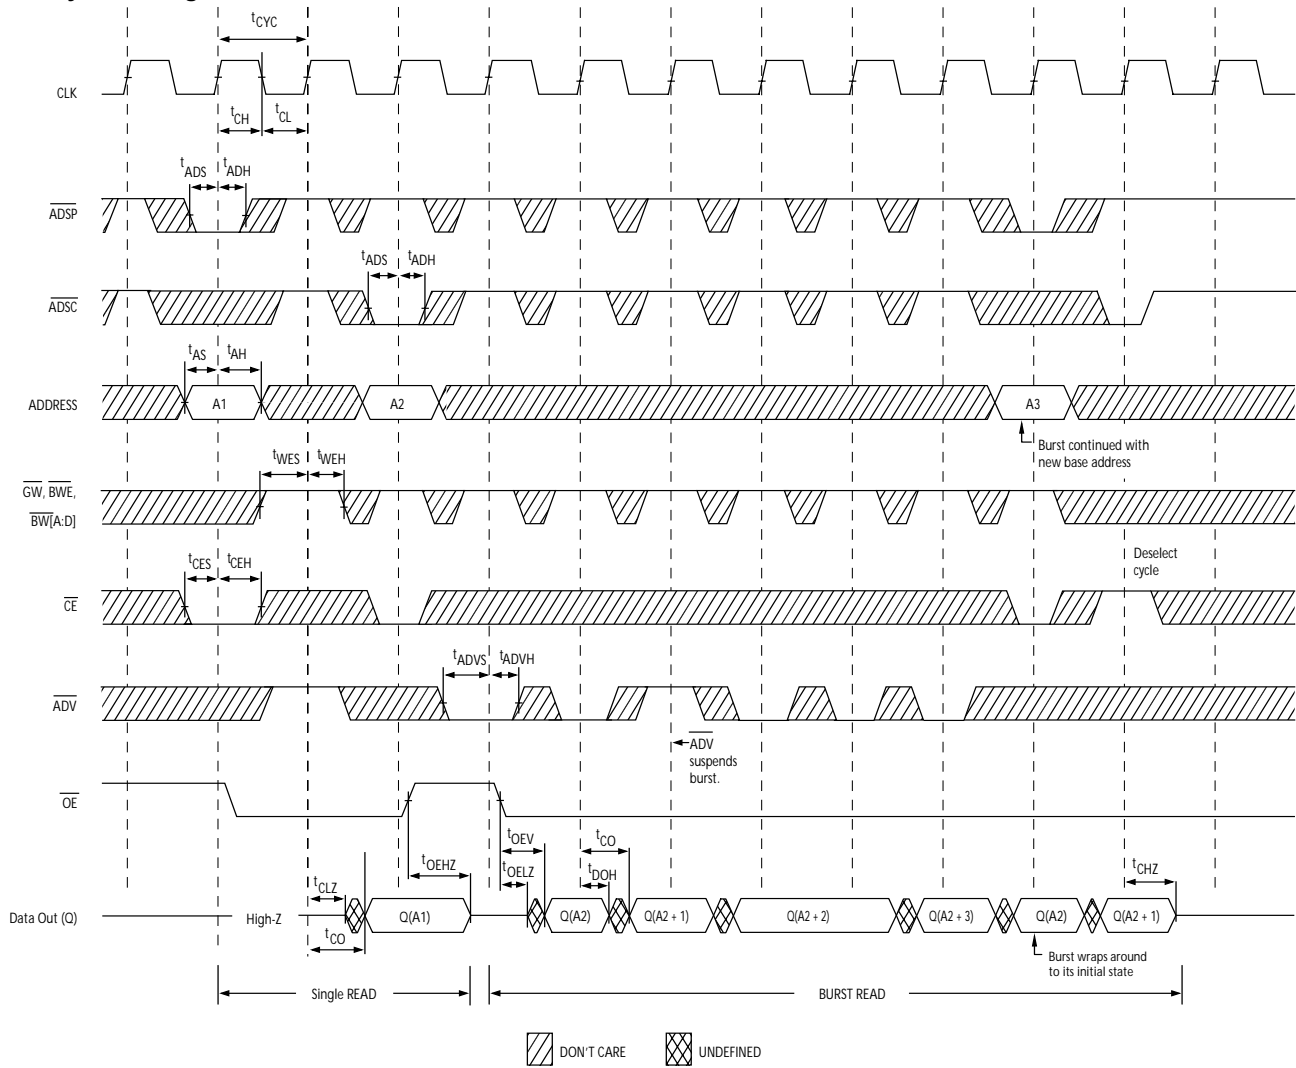 tCYC
CLK
tCH
tCL
tADS
tADH
ADSP
tADS
tADH
ADSC
tAS
tAH
ADDRESS
A1
A2
A3
Burst continued with
new base address
tWES
tWEH
GW, BWE,
BW[A:D]
tCES
tCEH
Deselect
cycle
CE
tADVS
tADVH
ADV
ADV
suspends
burst.
OE
tOEHZ
tOEV
tOELZ
tCO
tDOH
tCHZ
tCLZ
Data Out (Q)
High-Z
Q(A1)
Q(A2)
Q(A2 + 1)
Q(A2 + 2)
Q(A2 + 3)
Q(A2)
Q(A2 + 1)
tCO
Burst wraps around
to its initial state
Single READ
BURST READ
DON'T CARE
UNDEFINED